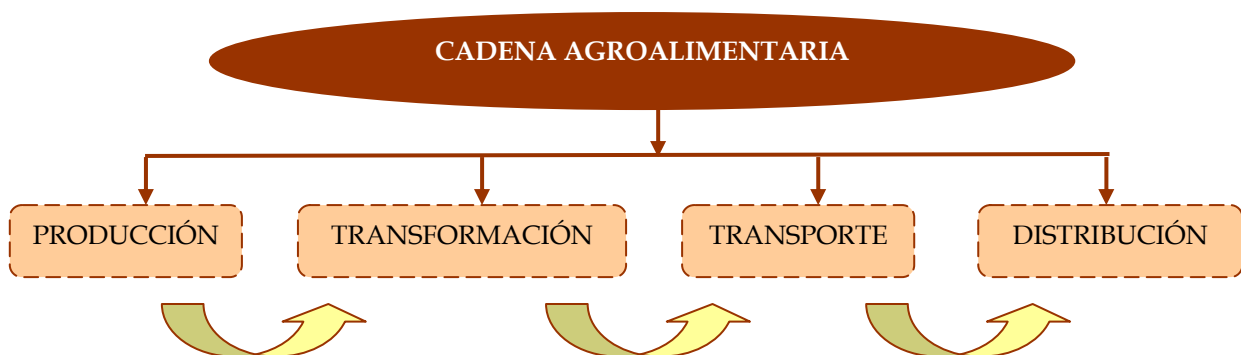 CADENA AGROALIMENTARIA
PRODUCCIÓN
TRANSFORMACIÓN
TRANSPORTE
DISTRIBUCIÓN